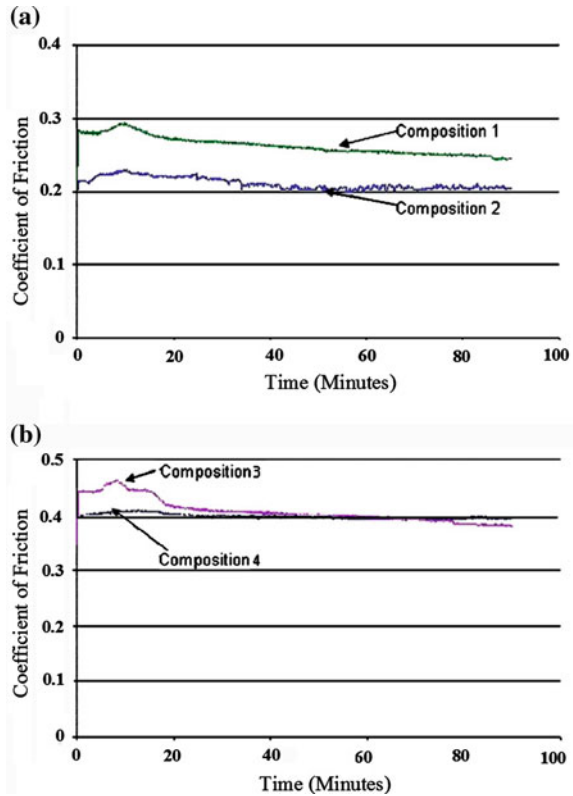 (a)
0.4
0.3
0.2
0.1
0
Coefficient of Friction
Composition 1
Composition 2
0 20 40 60 80 100
Time (Minutes)
(b)
0.5
0.4
0.3
0.2
0.1
0
Coefficient of Friction
Composition3
Composition 4
0 20 40 60 80 100
Time (Minutes)